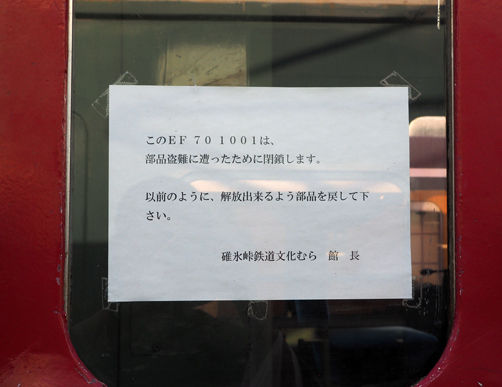 このＥＦ ７０ １００１は、
部品盗難に遭ったために閉鎖します。
以前のように、解放出来るよう部品を戻して下
さい。
碓氷峠鉄道文化むら　館　長